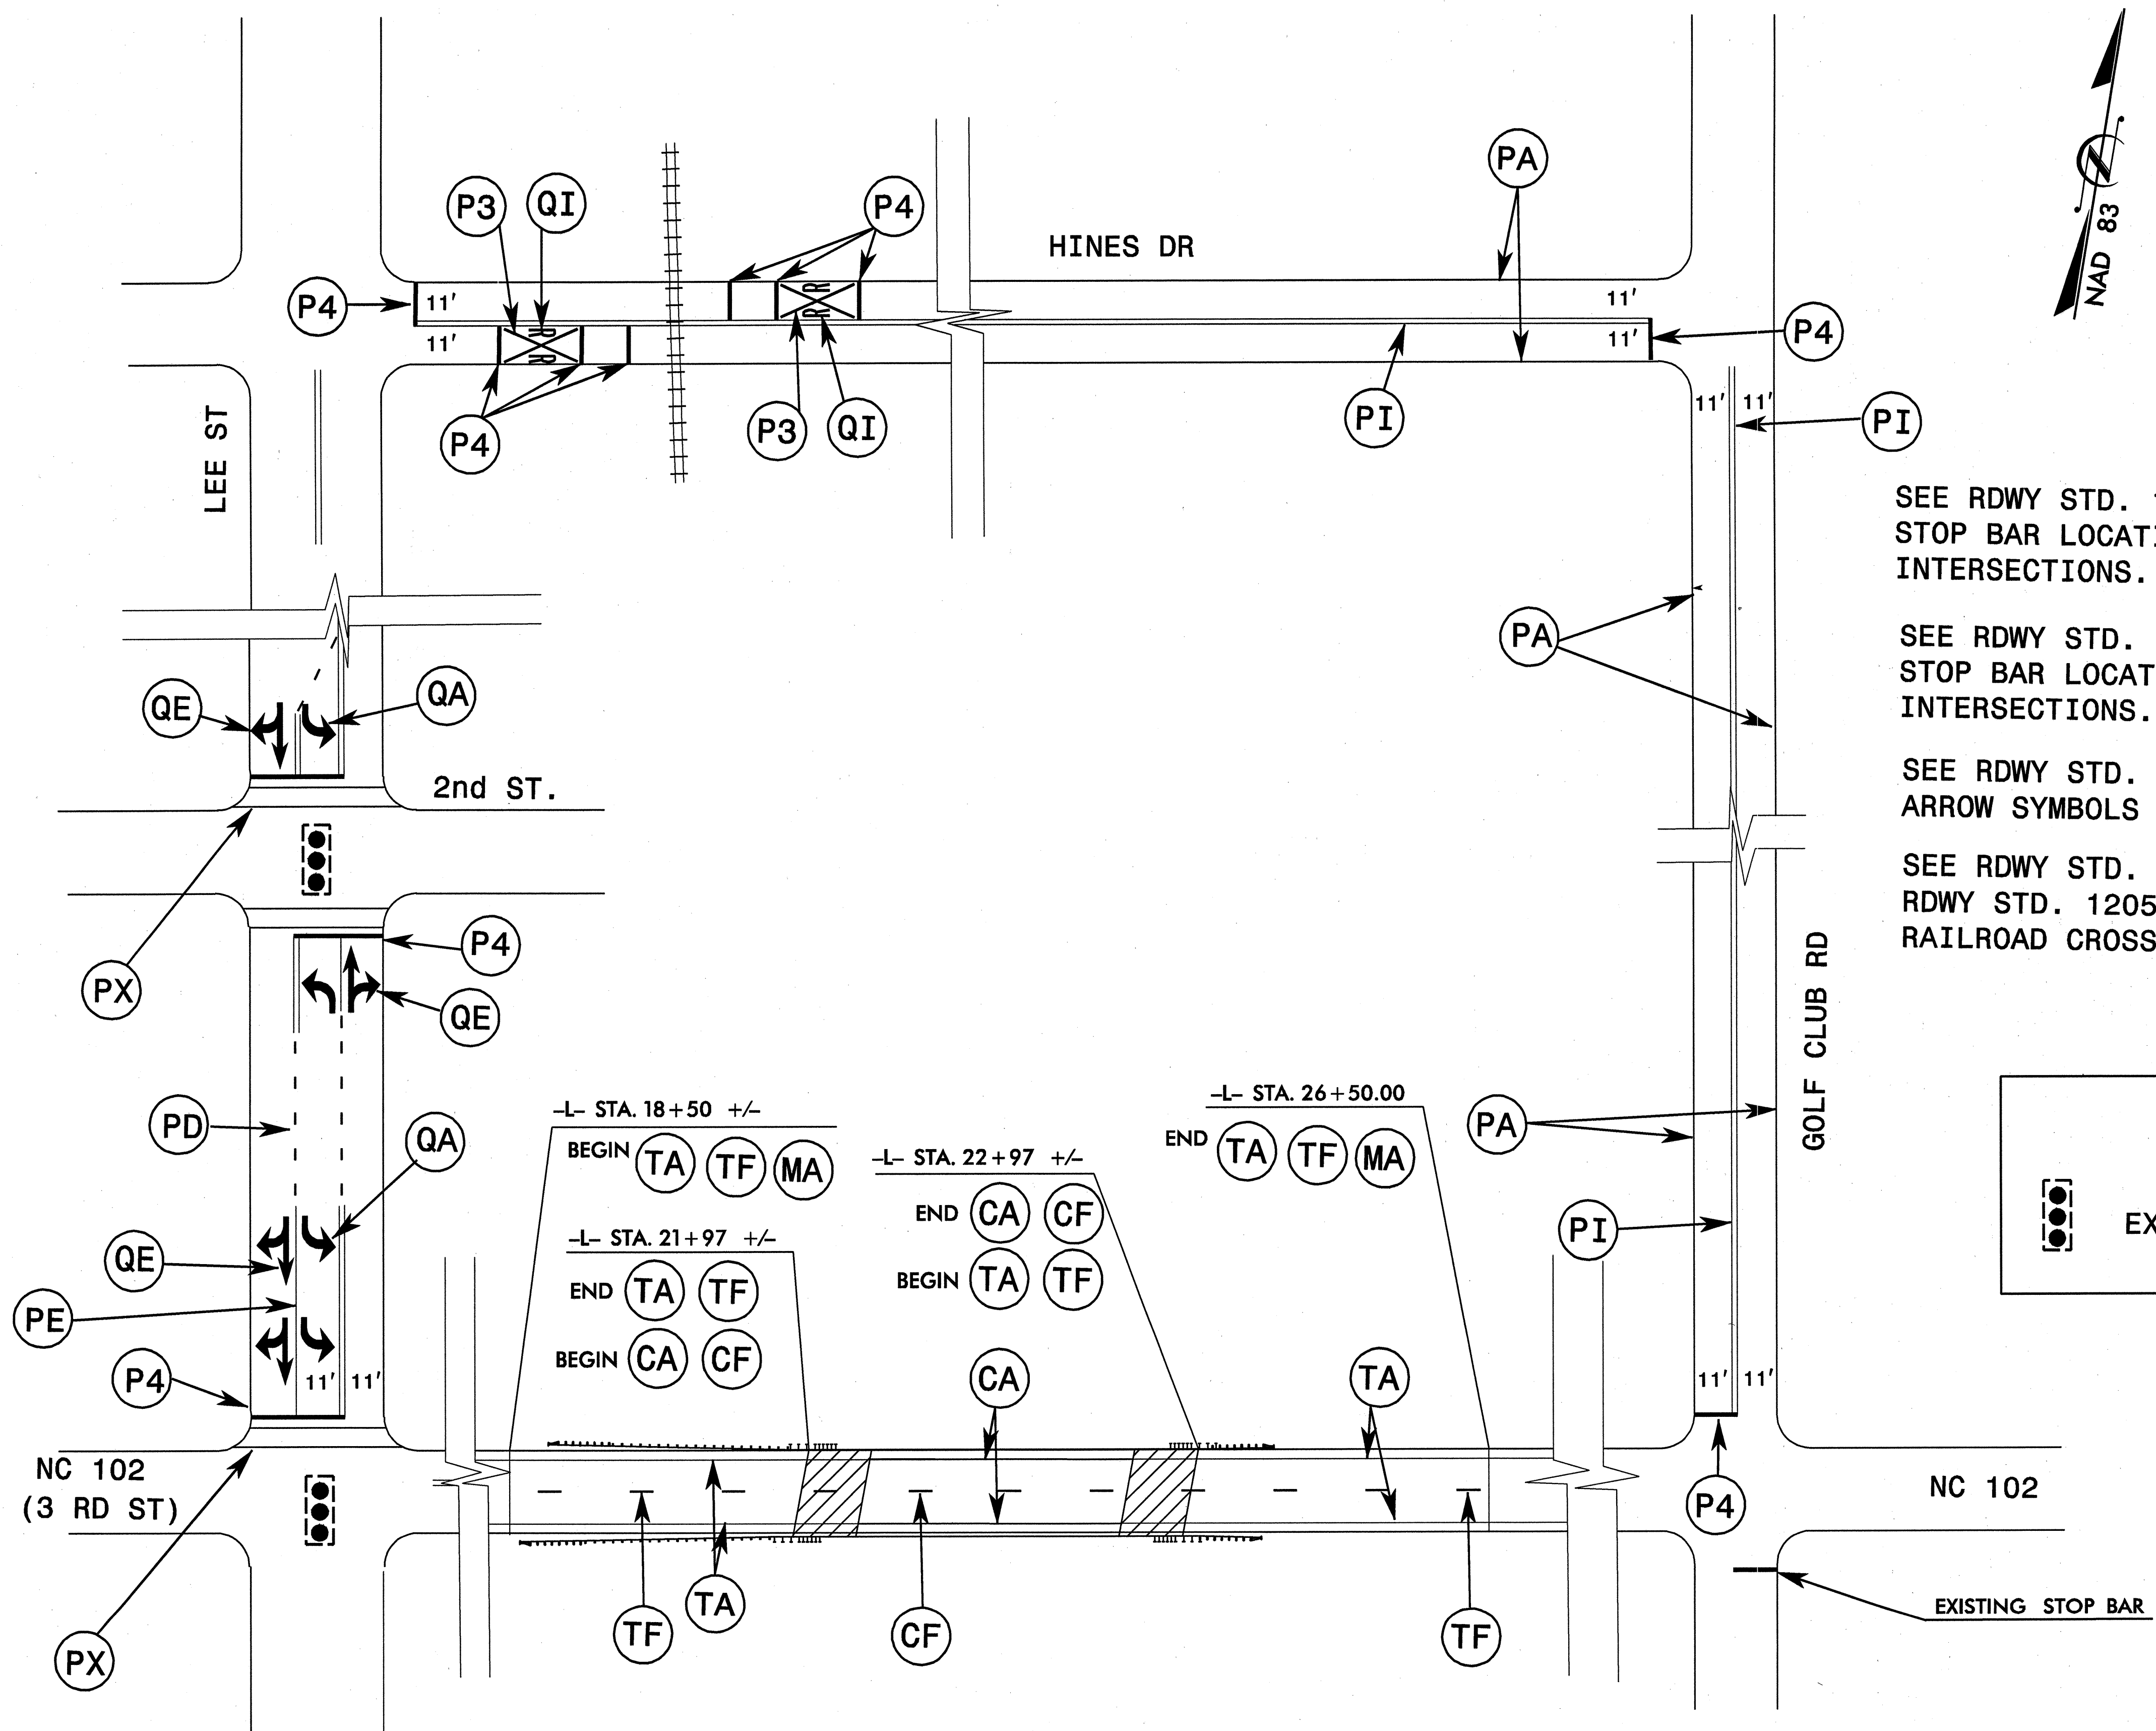 PA
P3
QI
P4
HINES DR
NAD 83
P4
11'
11'
11'
11'
P4
P4
P3
QI
PI
11'
11'
PI
LEE ST
SEE RDWY STD.
STOP BAR LOCAT
INTERSECTIONS.
PA
SEE RDWY STD.
STOP BAR LOCAT
INTERSECTIONS.
QE
QA
2nd ST.
SEE RDWY STD.
ARROW SYMBOLS
SEE RDWY STD.
RDWY STD. 1205
RAILROAD CROSS
P4
PX
QE
GOLF CLUB RD
PD
QA
-L- STA. 18+50 +/-
BEGIN TA TF MA
-L- STA. 26+50.00
END TA TF MA
PA
-L- STA. 22+97 +/-
END CA CF
BEGIN TA TF
-L- STA. 21+97 +/-
END TA TF
BEGIN CA CF
PI
EX
QE
PE
P4
11'
11'
CA
TA
11'
11'
NC 102
(3 RD ST)
P4
NC 102
TF
TA
CF
TF
EXISTING STOP BAR
PX
R
R
R
R
N